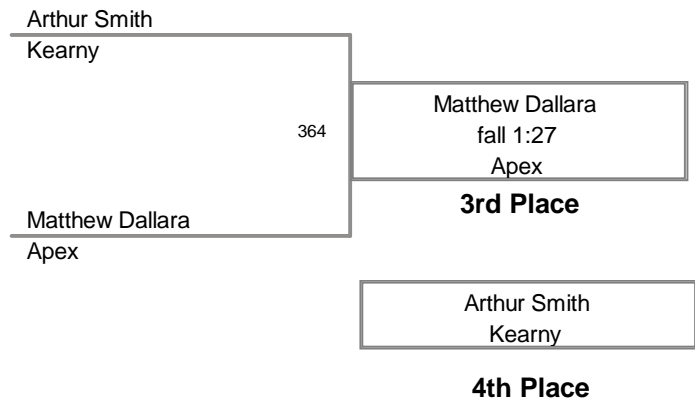 Arthur Smith
Kearny
364
Matthew Dallara
fall 1:27
Apex
3rd Place
Matthew Dallara
Apex
Arthur Smith
Kearny
4th Place